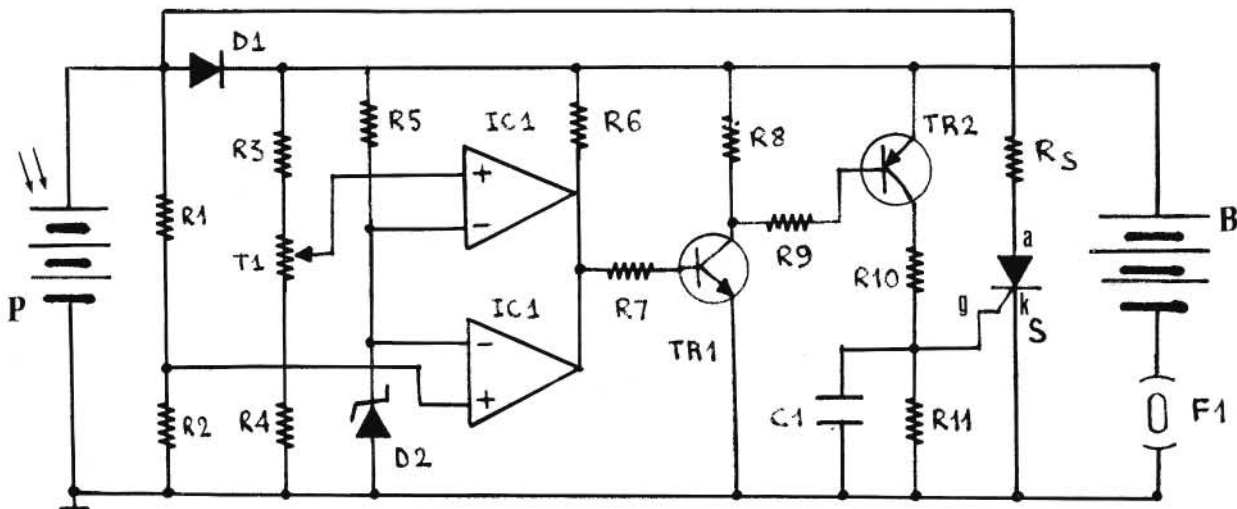 D1
R5
IC1
R6
R8
TR2
R3
RS
R1
+
−
T1
R9
B
a
P
R7
R10
IC1
g
k
S
TR1
−
+
R2
R4
C1
R11
F1
D2